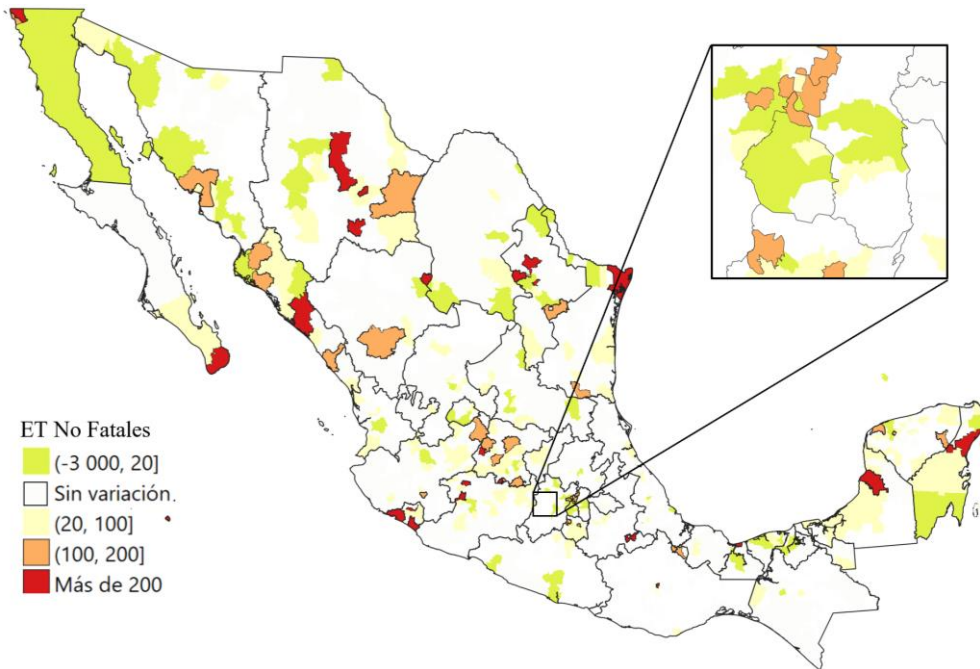 ET No Fatales
(-3 000, 20]
Sin variación.
(20, 100]
(100, 200]
Más de 200